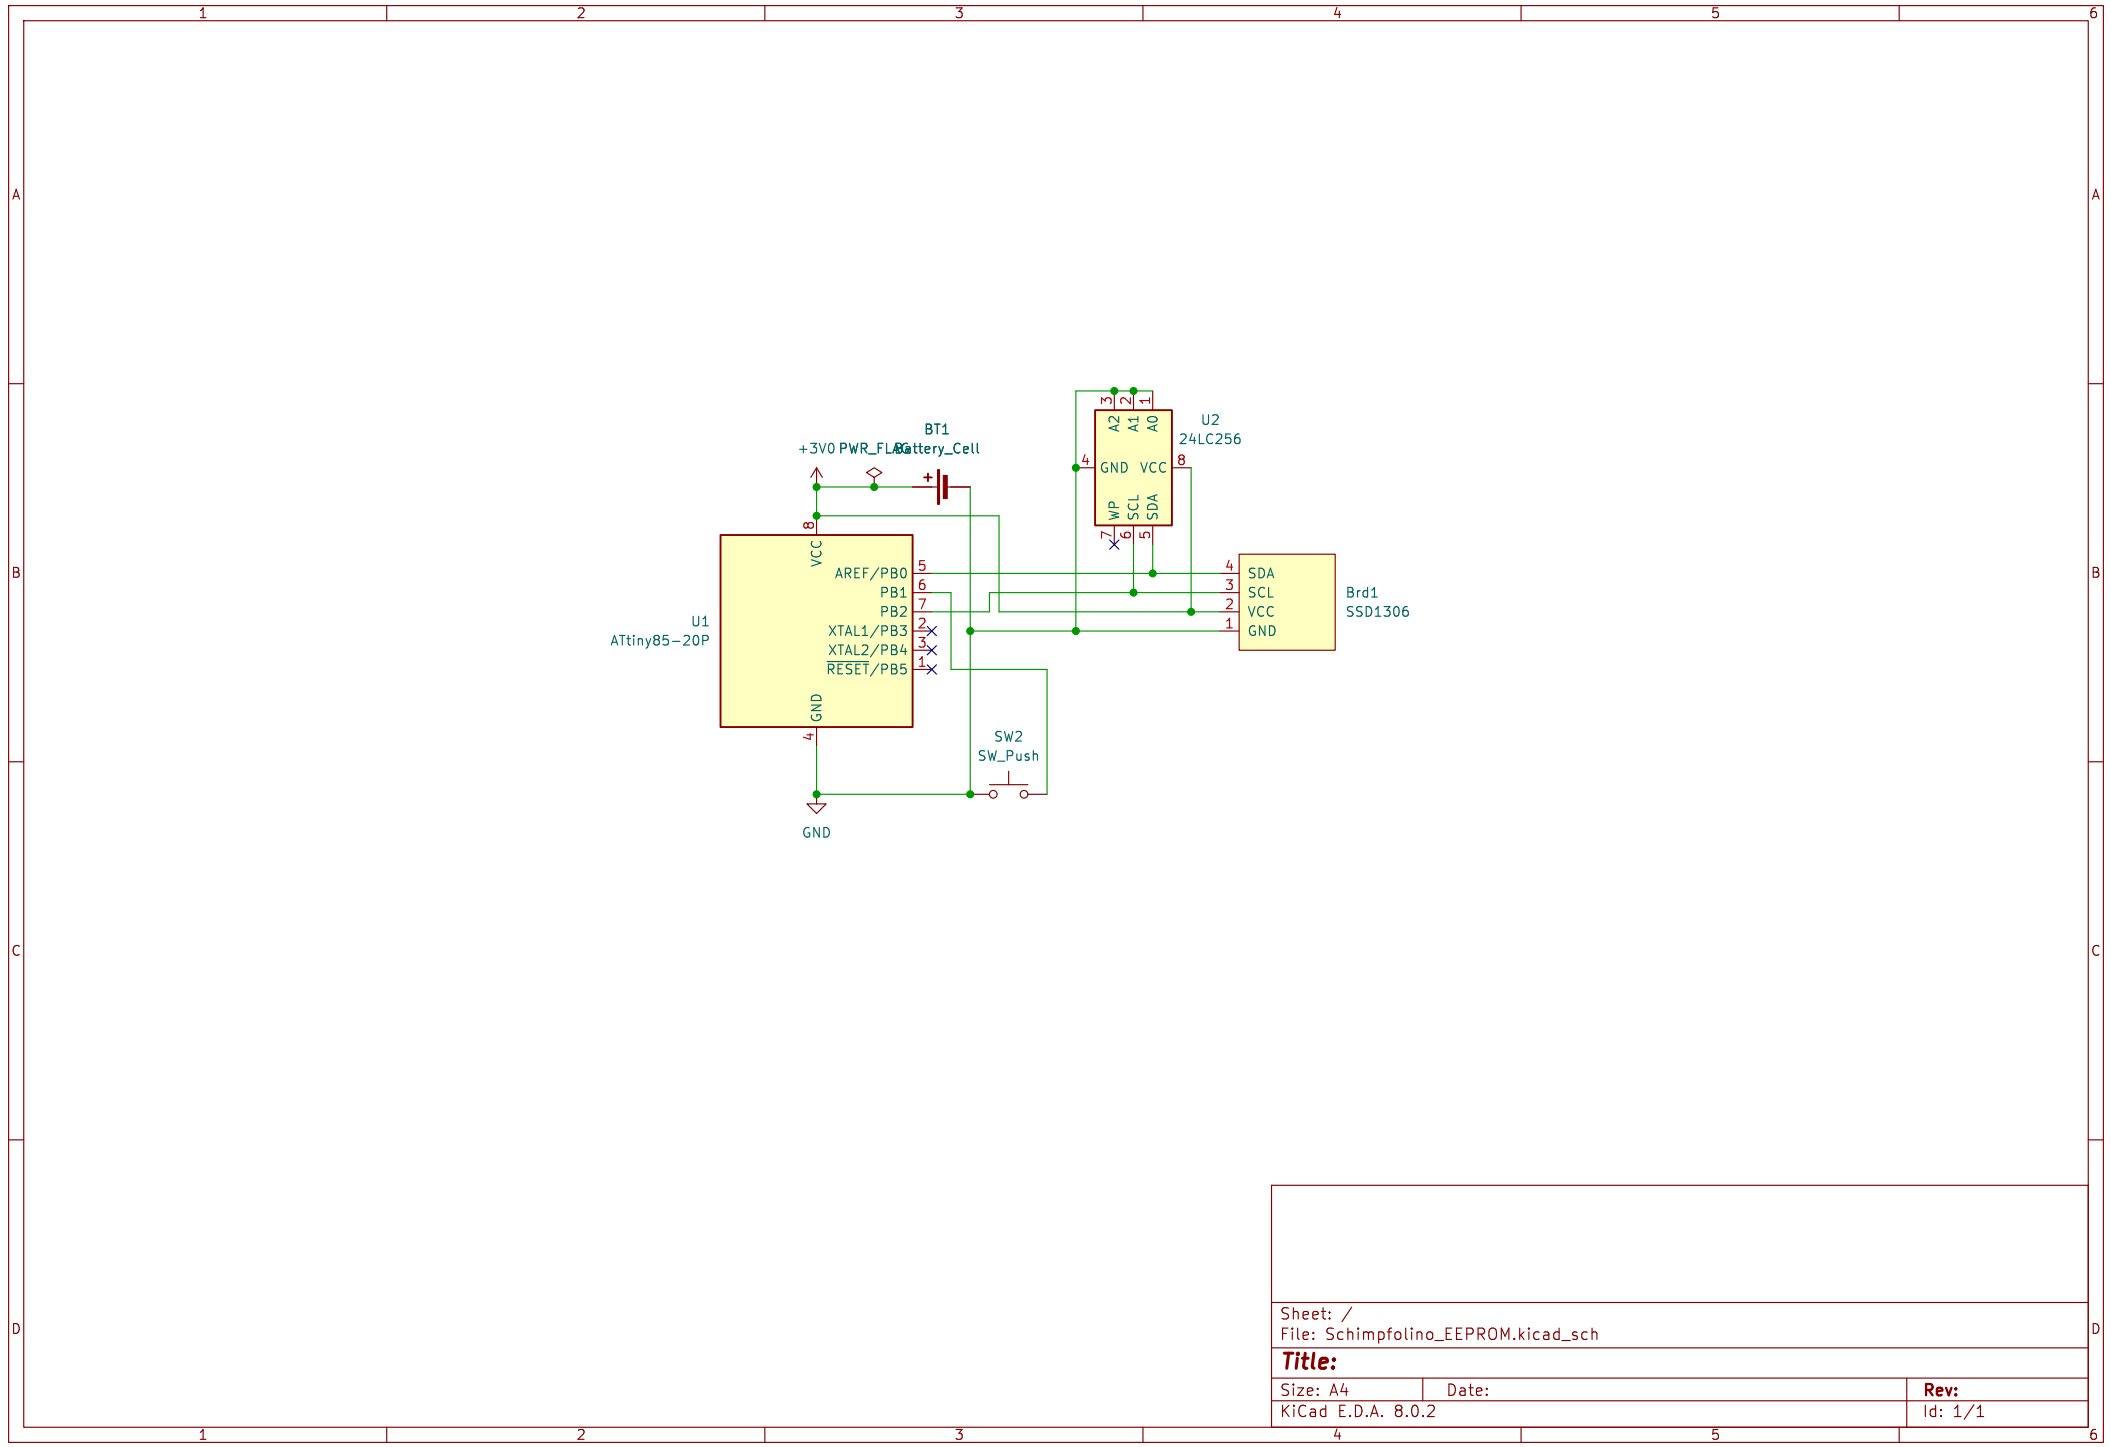 1 2 3 4 5 6
A A
B B
C C
D D
1 2 3 4 5 6
BT1
+3V0 PWR_FLAG Battery_Cell
+
U1
ATtiny85-20P
8
VCC
AREF/PB0 5
PB1 6
PB2 7
XTAL1/PB3 2
XTAL2/PB4 3
RESET/PB5 1
GND
4
GND
SW2
SW_Push
U2
24LC256
3 2 1
A2 A1 A0
4 GND VCC 8
WP SCL SDA
7 6 5
4 SDA
3 SCL
2 VCC
1 GND
Brd1
SSD1306
Sheet: /
File: Schimpfolino_EEPROM.kicad_sch
Title:
Size: A4 Date: Rev:
KiCad E.D.A. 8.0.2 Id: 1/1